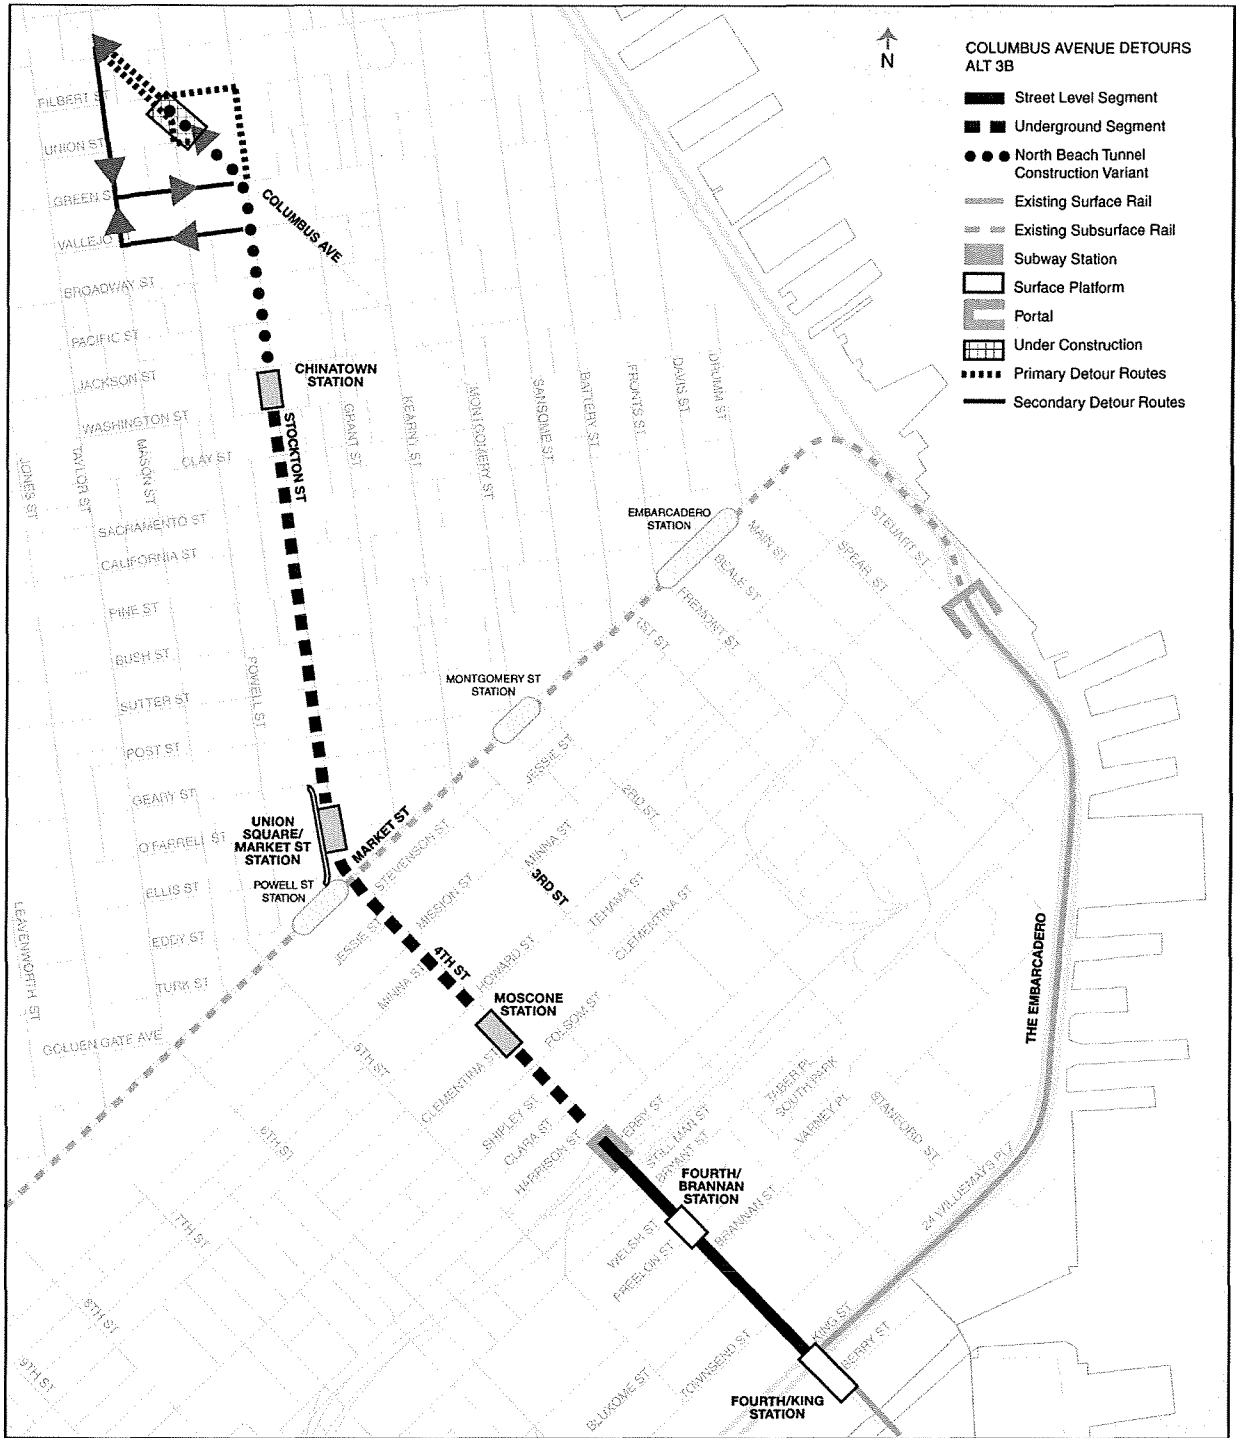 COLUMBUS AVENUE DETOURS
ALT 3B
N
Street Level Segment
Underground Segment
North Beach Tunnel
Construction Variant
Existing Surface Rail
Existing Subsurface Rail
Subway Station
Surface Platform
Portal
Under Construction
Primary Detour Routes
Secondary Detour Routes
FILBERT ST
UNION ST
GREEN S
VALLEJO ST
BROADWAY ST
PACIFIC ST
JACKSON ST
WASHINGTON ST
CLAY ST
SACRAMENTO ST
CALIFORNIA ST
PINE ST
BUSH ST
SUTTER ST
POST ST
GEARY ST
O'FARRELL ST
ELLIS ST
EDDY ST
TURK ST
GOLDEN GATE AVE
COLUMBUS AVE
CHINATOWN
STATION
STOCKTON ST
JONES ST
TAYLOR ST
MASON ST
POWELL ST
LEAVENWORTH ST
GRANT ST
KEARNY ST
MONTGOMERY ST
SANSOME ST
BATTERY ST
FRONTS ST
DAVIS ST
DRUMM ST
EMBARCADERO
STATION
MAIN ST
BEALE ST
FREMONT ST
1ST ST
SPEAR ST
STEUART ST
MONTGOMERY ST
STATION
JESSIE ST
2RD ST
UNION
SQUARE/
MARKET ST
STATION
MARKET ST
POWELL ST
STATION
STEVENSON ST
MISSION ST
JESSIE ST
MINNA ST
MINNA ST
3RD ST
TEHAMA ST
CLEMENTINA ST
4TH ST
HOWARD ST
MOSCONE
STATION
FOLSOM ST
CLEMENTINA ST
SHIPLEY ST
CLARA ST
HARRISON ST
5TH ST
6TH ST
7TH ST
8TH ST
9TH ST
PERRY ST
STILLMAN ST
BRYANT ST
FOURTH/
BRANNAN
STATION
BRANNAN ST
WELSH ST
FREELON ST
TABER PL
SOUTH PARK
VARNEY PL
STANFORD ST
24 WILLIEMAYS PLZ
THE EMBARCADERO
KING ST
BERRY ST
TOWNSEND ST
BLUXOME ST
FOURTH/KING
STATION